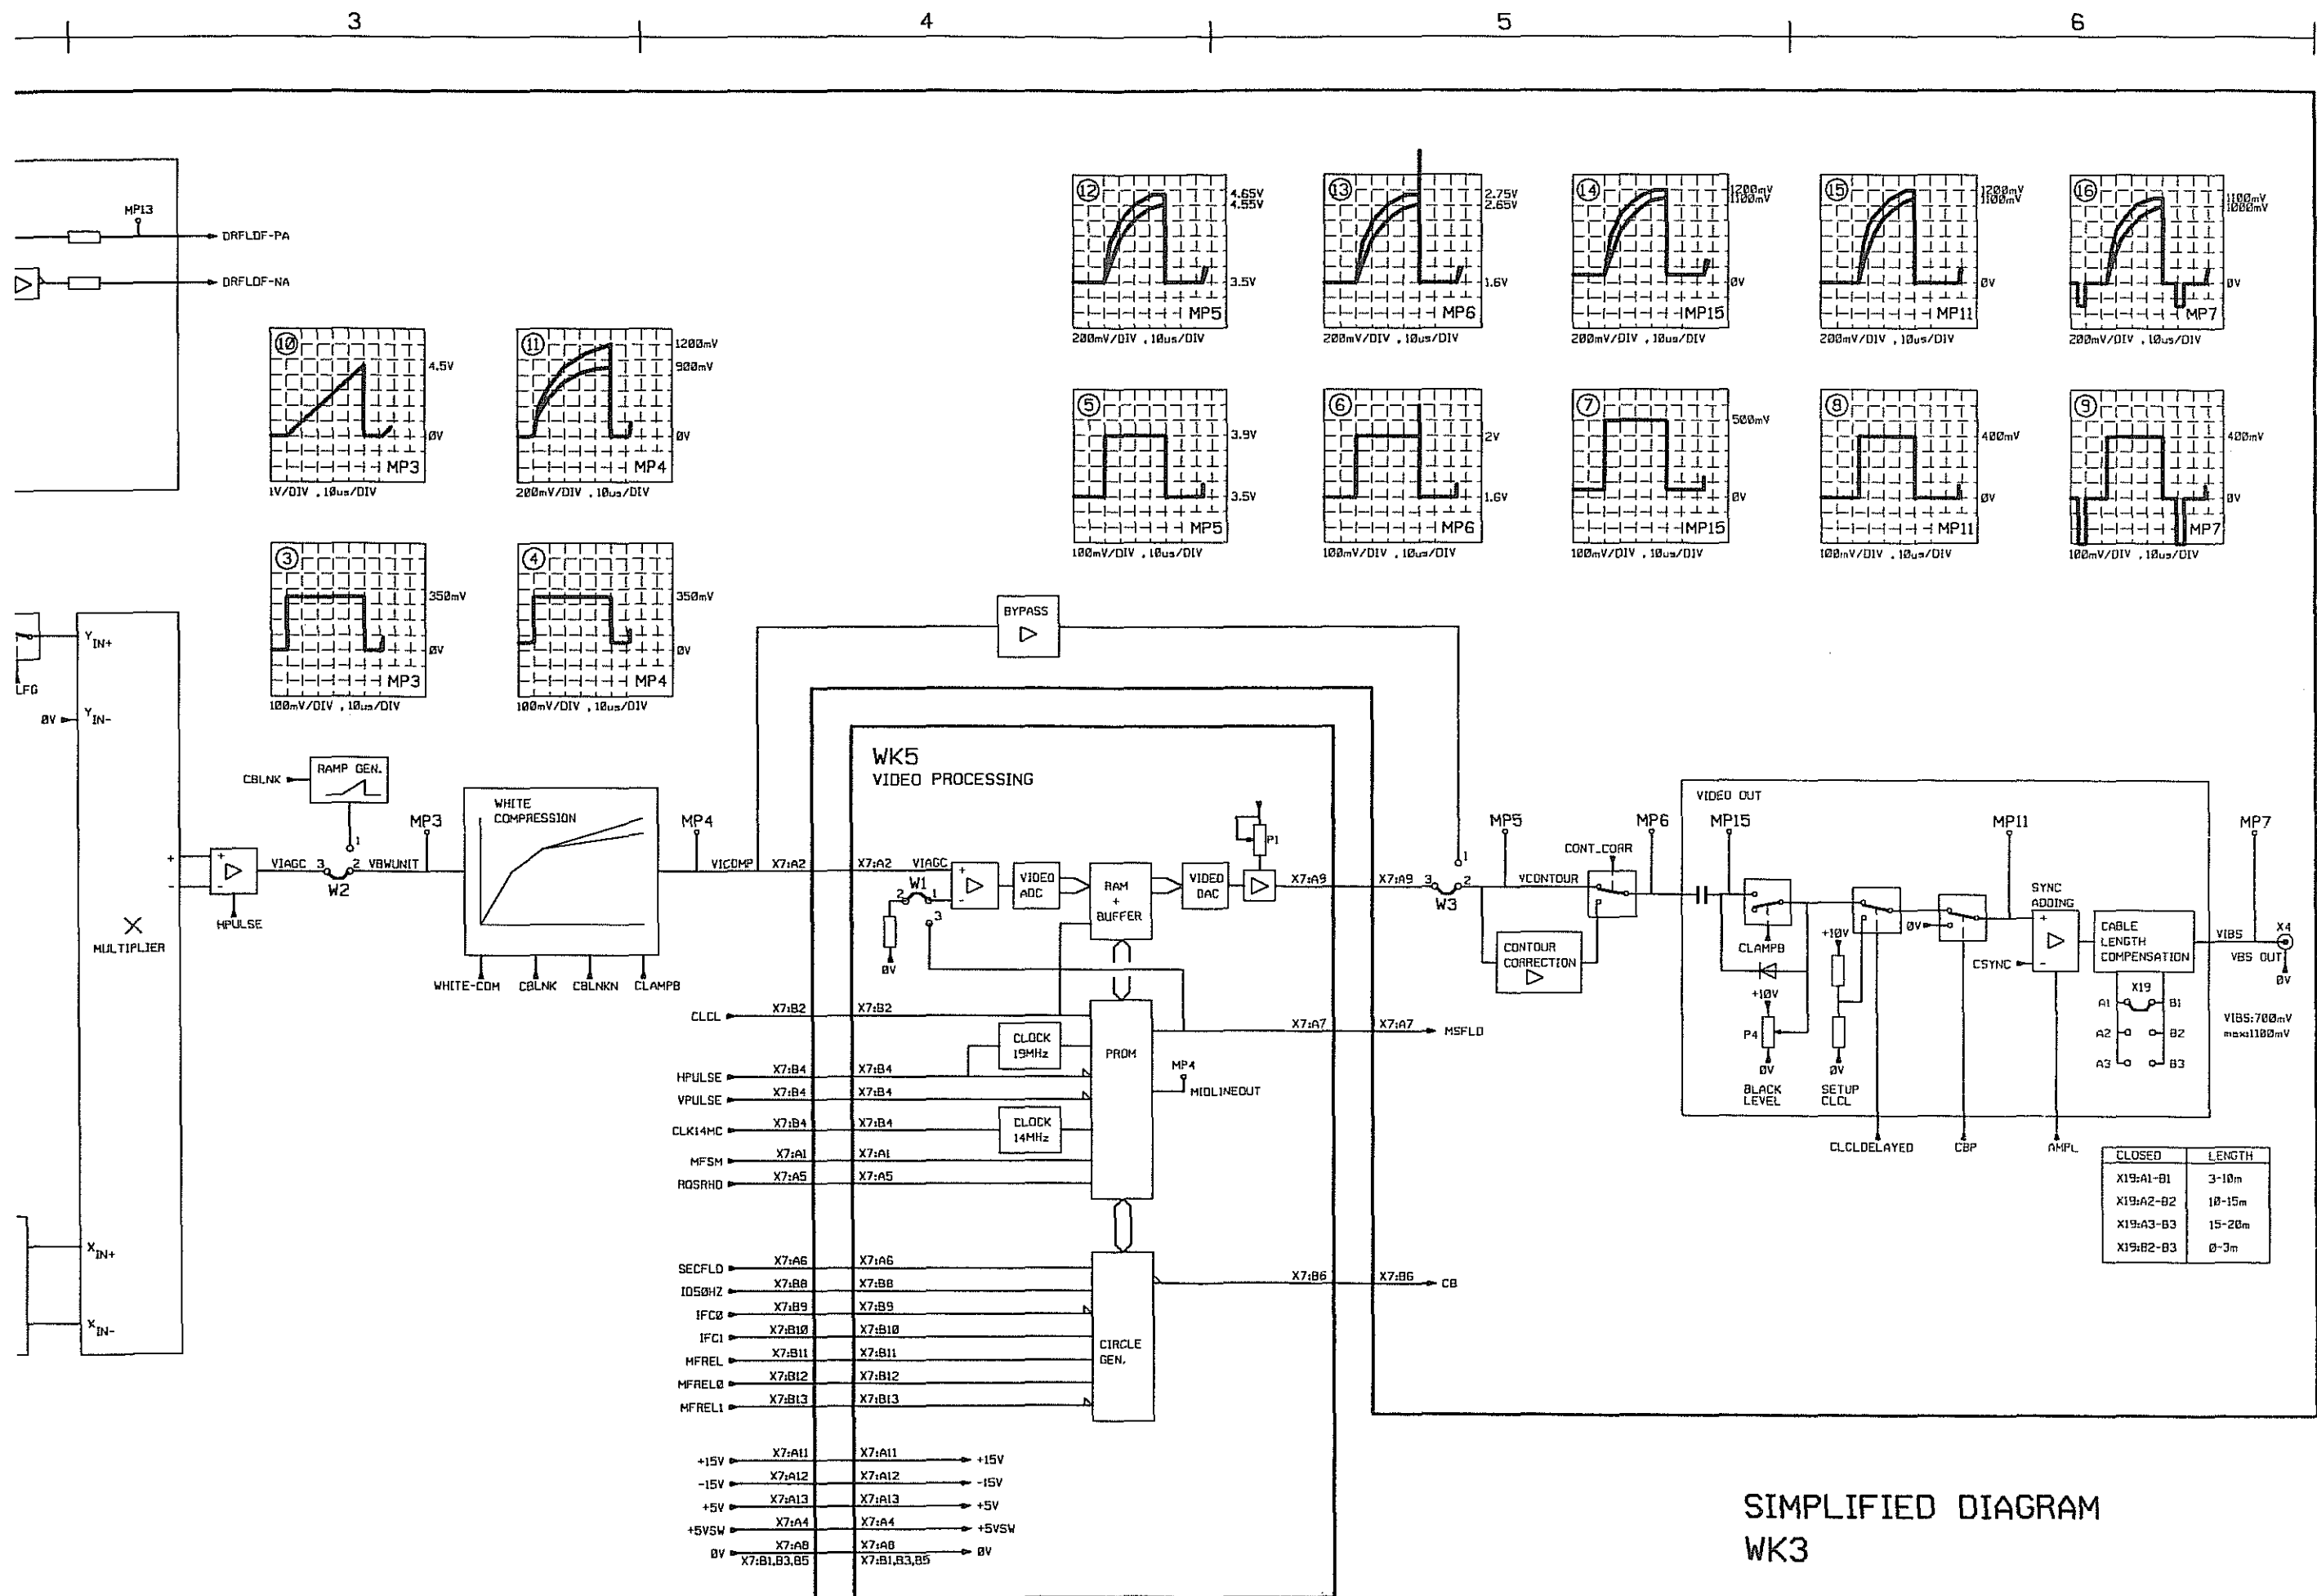 3
4
5
6
MP13
DRFLDF-PA
DRFLDF-NA
12
4.65V
4.55V
3.5V
MP5
200mV/DIV , 10us/DIV
13
2.75V
2.65V
1.6V
MP6
200mV/DIV , 10us/DIV
14
1200mV
1100mV
0V
MP15
200mV/DIV , 10us/DIV
15
1200mV
1100mV
0V
MP11
200mV/DIV , 10us/DIV
16
1100mV
1000mV
0V
MP7
200mV/DIV , 10us/DIV
10
4.5V
0V
MP3
1V/DIV , 10us/DIV
11
1200mV
900mV
0V
MP4
200mV/DIV , 10us/DIV
5
3.9V
3.5V
MP5
100mV/DIV , 10us/DIV
6
2V
1.6V
MP6
100mV/DIV , 10us/DIV
7
500mV
0V
MP15
100mV/DIV , 10us/DIV
8
400mV
0V
MP11
100mV/DIV , 10us/DIV
9
400mV
0V
MP7
100mV/DIV , 10us/DIV
3
350mV
0V
MP3
100mV/DIV , 10us/DIV
4
350mV
0V
MP4
100mV/DIV , 10us/DIV
BYPASS
LFG
YIN+
0V
YIN-
X
MULTIPLIER
XIN+
XIN-
+
-
+
-
HPULSE
CBLNK
RAMP GEN.
VIAGC
3
2
1
W2
VBWUNIT
MP3
WHITE
COMPRESSION
WHITE-COM
CBLNK
CBLNKN
CLAMPB
MP4
VICOMP
X7:A2
X7:A2
WK5
VIDEO PROCESSING
VIAGC
W1
2
1
3
0V
+
-
VIDEO
ADC
RAM
+
BUFFER
VIDEO
DAC
P1
X7:A9
X7:A9
3
2
1
W3
MP5
VCONTOUR
CONT_CORR
MP6
CONTOUR
CORRECTION
VIDEO OUT
MP15
CLAMPB
+10V
P4
0V
BLACK
LEVEL
+10V
0V
SETUP
CLCL
0V
MP11
SYNC
ADDING
+
-
CSYNC
CABLE
LENGTH
COMPENSATION
X19
A1
B1
A2
B2
A3
B3
MP7
VIBS
X4
VBS OUT
0V
VIBS:700mV
max:1100mV
CLCLDELAYED
CBP
AMPL
CLOSED LENGTH
X19:A1-B1 3-10m
X19:A2-B2 10-15m
X19:A3-B3 15-20m
X19:B2-B3 0-3m
CLCL X7:B2 X7:B2
CLOCK
19MHz
PROM
X7:A7 X7:A7 MSFLD
MP4
MIDLINEOUT
HPULSE X7:B4 X7:B4
VPULSE X7:B4 X7:B4
CLK14MC X7:B4 X7:B4
CLOCK
14MHz
MFSM X7:A1 X7:A1
ROSRHD X7:A5 X7:A5
SECFLD X7:A6 X7:A6
X7:B6 X7:B6 CB
ID50HZ X7:B8 X7:B8
IFC0 X7:B9 X7:B9
IFC1 X7:B10 X7:B10
CIRCLE
GEN.
MFREL X7:B11 X7:B11
MFREL0 X7:B12 X7:B12
MFREL1 X7:B13 X7:B13
+15V X7:A11 X7:A11 +15V
-15V X7:A12 X7:A12 -15V
+5V X7:A13 X7:A13 +5V
+5VSW X7:A4 X7:A4 +5VSW
0V X7:A8 X7:A8 0V
X7:B1,B3,B5 X7:B1,B3,B5
SIMPLIFIED DIAGRAM
WK3